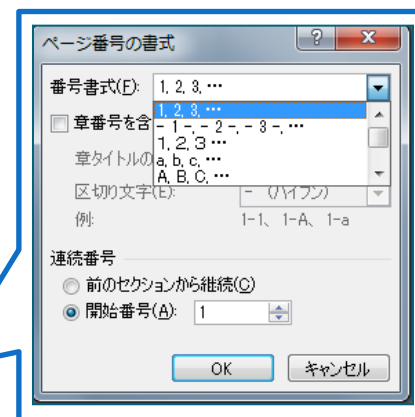 ページ番号の書式
番号書式(F): 1, 2, 3, …
1, 2, 3, …
章番号を含
- 1 -, - 2 -, - 3 -, …
１, ２, ３ …
章タイトルの
a, b, c, …
A, B, C, …
区切り文字(E): - (ハイフン)
例: 1-1、1-A、1-a
連続番号
前のセクションから継続(C)
開始番号(A): 1
OK キャンセル